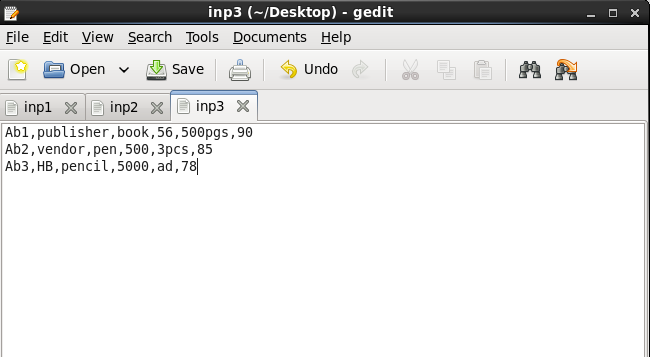 inp3 (~/Desktop) - gedit
File Edit View Search Tools Documents Help
Open Save Undo
inp1 inp2 inp3
Ab1,publisher,book,56,500pgs,90
Ab2,vendor,pen,500,3pcs,85
Ab3,HB,pencil,5000,ad,78